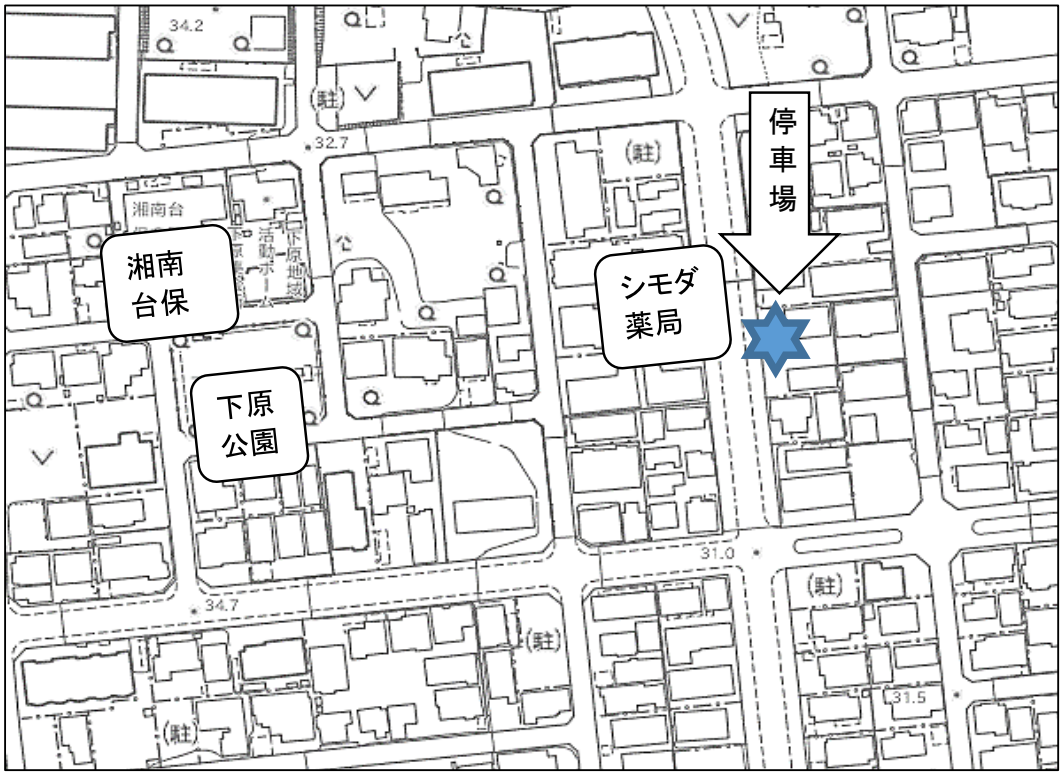 34.2
(駐)
32.7
(駐)
停車場
湘南台
活動ホーム
下原地域
湘南
台保
シモダ
薬局
下原
公園
31.0
34.7
(駐)
(駐)
31.5
(駐)